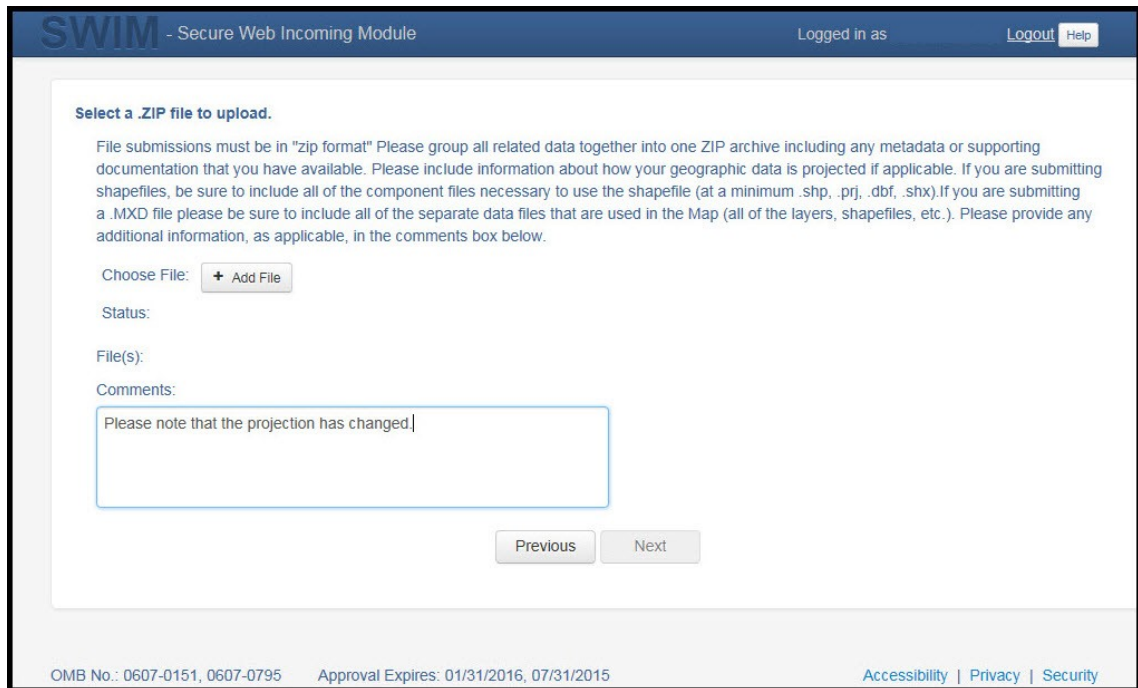 SWIM - Secure Web Incoming Module Logged in as Logout Help
Select a .ZIP file to upload.
File submissions must be in "zip format" Please group all related data together into one ZIP archive including any metadata or supporting
documentation that you have available. Please include information about how your geographic data is projected if applicable. If you are submitting
shapefiles, be sure to include all of the component files necessary to use the shapefile (at a minimum .shp, .prj, .dbf, .shx).If you are submitting
a .MXD file please be sure to include all of the separate data files that are used in the Map (all of the layers, shapefiles, etc.). Please provide any
additional information, as applicable, in the comments box below.
Choose File: + Add File
Status:
File(s):
Comments:
Please note that the projection has changed.
Previous Next
OMB No.: 0607-0151, 0607-0795 Approval Expires: 01/31/2016, 07/31/2015 Accessibility | Privacy | Security